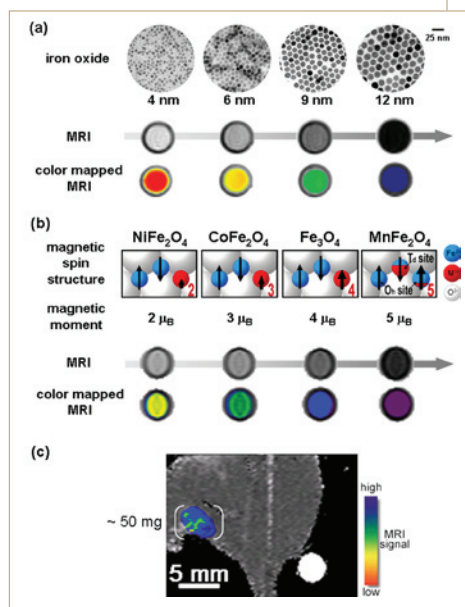 (a)
25 nm
iron oxide
4 nm 6 nm 9 nm 12 nm
MRI
color mapped
MRI
(b)
NiFe₂O₄ CoFe₂O₄ Fe₃O₄ MnFe₂O₄
magnetic
spin
structure
Td site
Oh site
2 3 4 5
Fe
M
O
magnetic
moment
2 μB 3 μB 4 μB 5 μB
MRI
color mapped
MRI
(c)
high
~ 50 mg
MRI
signal
5 mm
low